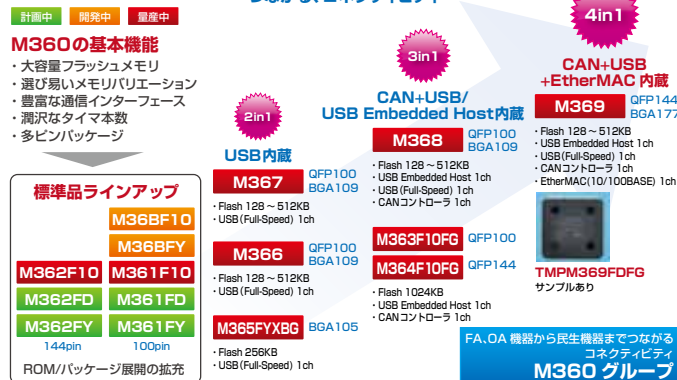 計画中 開発中 量産中
M360の基本機能
・大容量フラッシュメモリ
・選び易いメモリバリエーション
・豊富な通信インターフェース
・潤沢なタイマ本数
・多ピンパッケージ
標準品ラインアップ
M36BF10
M36BFY
M362F10 M361F10
M362FD M361FD
M362FY M361FY
144pin 100pin
ROM/パッケージ展開の拡充
2in1
USB内蔵
M367 QFP100
BGA109
・Flash 128～512KB
・USB(Full-Speed) 1ch
M366 QFP100
BGA109
・Flash 128～512KB
・USB(Full-Speed) 1ch
M365FYXBG BGA105
・Flash 256KB
・USB(Full-Speed) 1ch
3in1
CAN+USB/
USB Embedded Host内蔵
M368 QFP100
BGA109
・Flash 128～512KB
・USB Embedded Host 1ch
・USB(Full-Speed) 1ch
・CANコントローラ 1ch
M363F10FG QFP100
M364F10FG QFP144
・Flash 1024KB
・USB Embedded Host 1ch
・CANコントローラ 1ch
4in1
CAN+USB
+EtherMAC 内蔵
M369 QFP144
BGA177
・Flash 128～512KB
・USB Embedded Host 1ch
・USB(Full-Speed) 1ch
・CANコントローラ 1ch
・EtherMAC(10/100BASE) 1ch
TMPM369FDFG
サンプルあり
FA、OA 機器から民生機器までつながる
コネクティビティ
M360 グループ